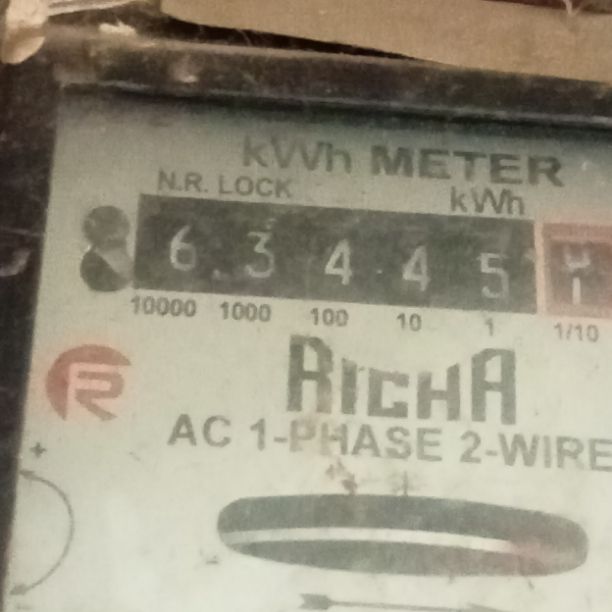 kWh METER
N.R. LOCK kWh
6 3 4 4 5
10000 1000 100 10 1 1/10
RICHA
AC 1-PHASE 2-WIRE
+